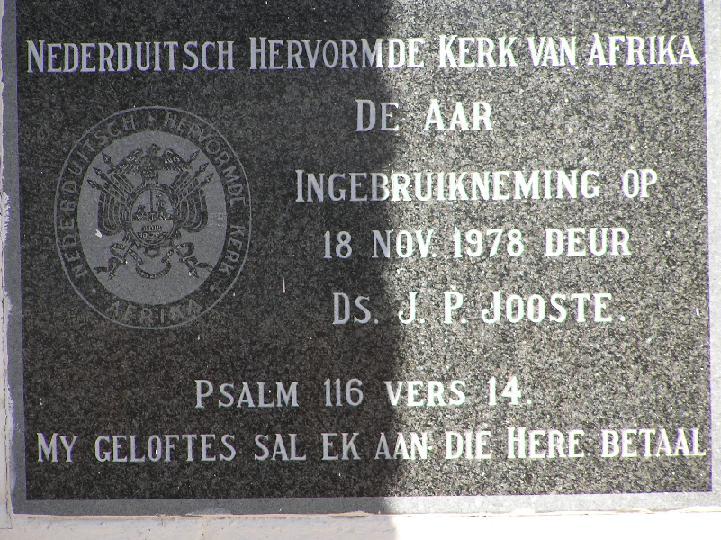 NEDERDUITSCH HERVORMDE KERK VAN AFRIKA
DE AAR
NEDERDUITSCH HERVORMDE KERK
AFRIKA
INGEBRUIKNEMING OP
18 NOV. 1978 DEUR
DS. J. P. JOOSTE.
PSALM 116 VERS 14.
MY GELOFTES SAL EK AAN DIE HERE BETAAL